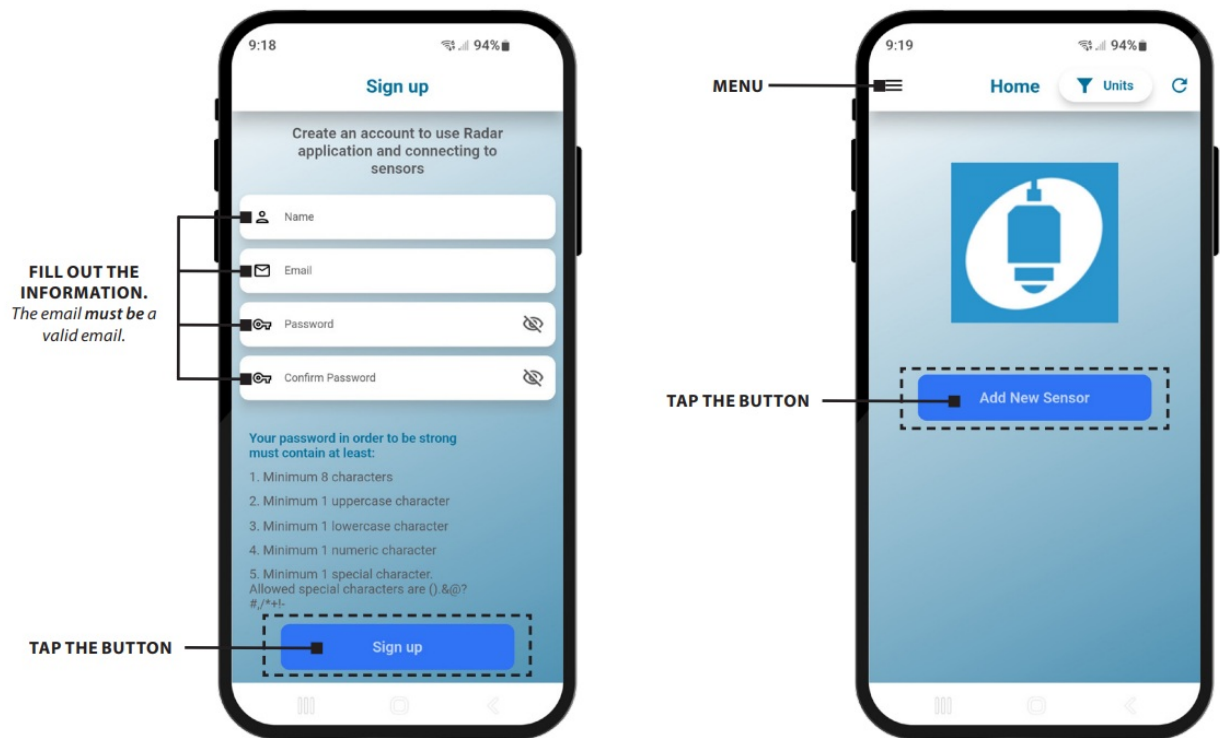 9:18
94%
Sign up
Create an account to use Radar
application and connecting to
sensors
Name
Email
Password
Confirm Password
FILL OUT THE
INFORMATION.
The email must be a
valid email.
Your password in order to be strong
must contain at least:
1. Minimum 8 characters
2. Minimum 1 uppercase character
3. Minimum 1 lowercase character
4. Minimum 1 numeric character
5. Minimum 1 special character.
Allowed special characters are ().&@?
#,/*+!-
TAP THE BUTTON
Sign up
9:19
94%
MENU
Home
Units
TAP THE BUTTON
Add New Sensor